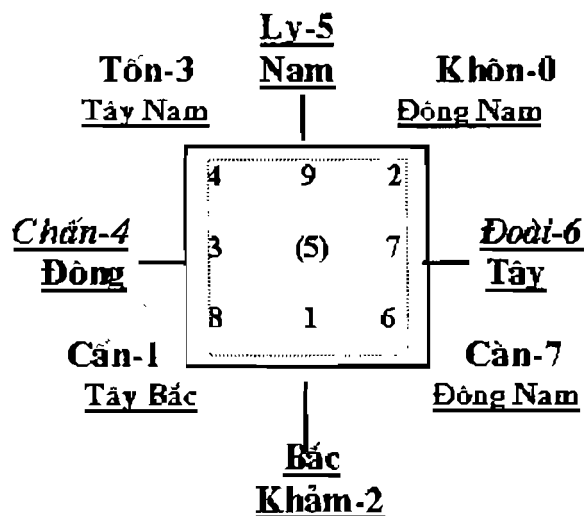 Ly-5
Nam
Tốn-3
Tây Nam
Khôn-0
Đông Nam
4 9 2
Chấn-4
Đông
3 (5) 7
Đoài-6
Tây
8 1 6
Cấn-1
Tây Bắc
Càn-7
Đông Nam
Bắc
Khảm-2